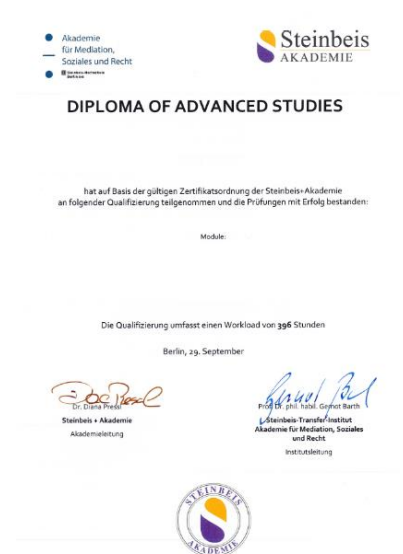 Akademie
für Mediation,
Soziales und Recht
Steinbeis
AKADEMIE
DIPLOMA OF ADVANCED STUDIES
hat auf Basis der gültigen Zertifikatsordnung der Steinbeis+Akademie
an folgender Qualifizierung teilgenommen und die Prüfungen mit Erfolg bestanden:
Module:
Die Qualifizierung umfasst einen Workload von 396 Stunden
Berlin, 29. September
Dr. Diana
Steinbeis + Akademie
Akademieleitung
Prof. Dr. phil. habil. Gernot Barth
Steinbeis-Transfer-Institut
Akademie für Mediation, Soziales
und Recht
Institutsleitung
STEINBEIS
AKADEMIE